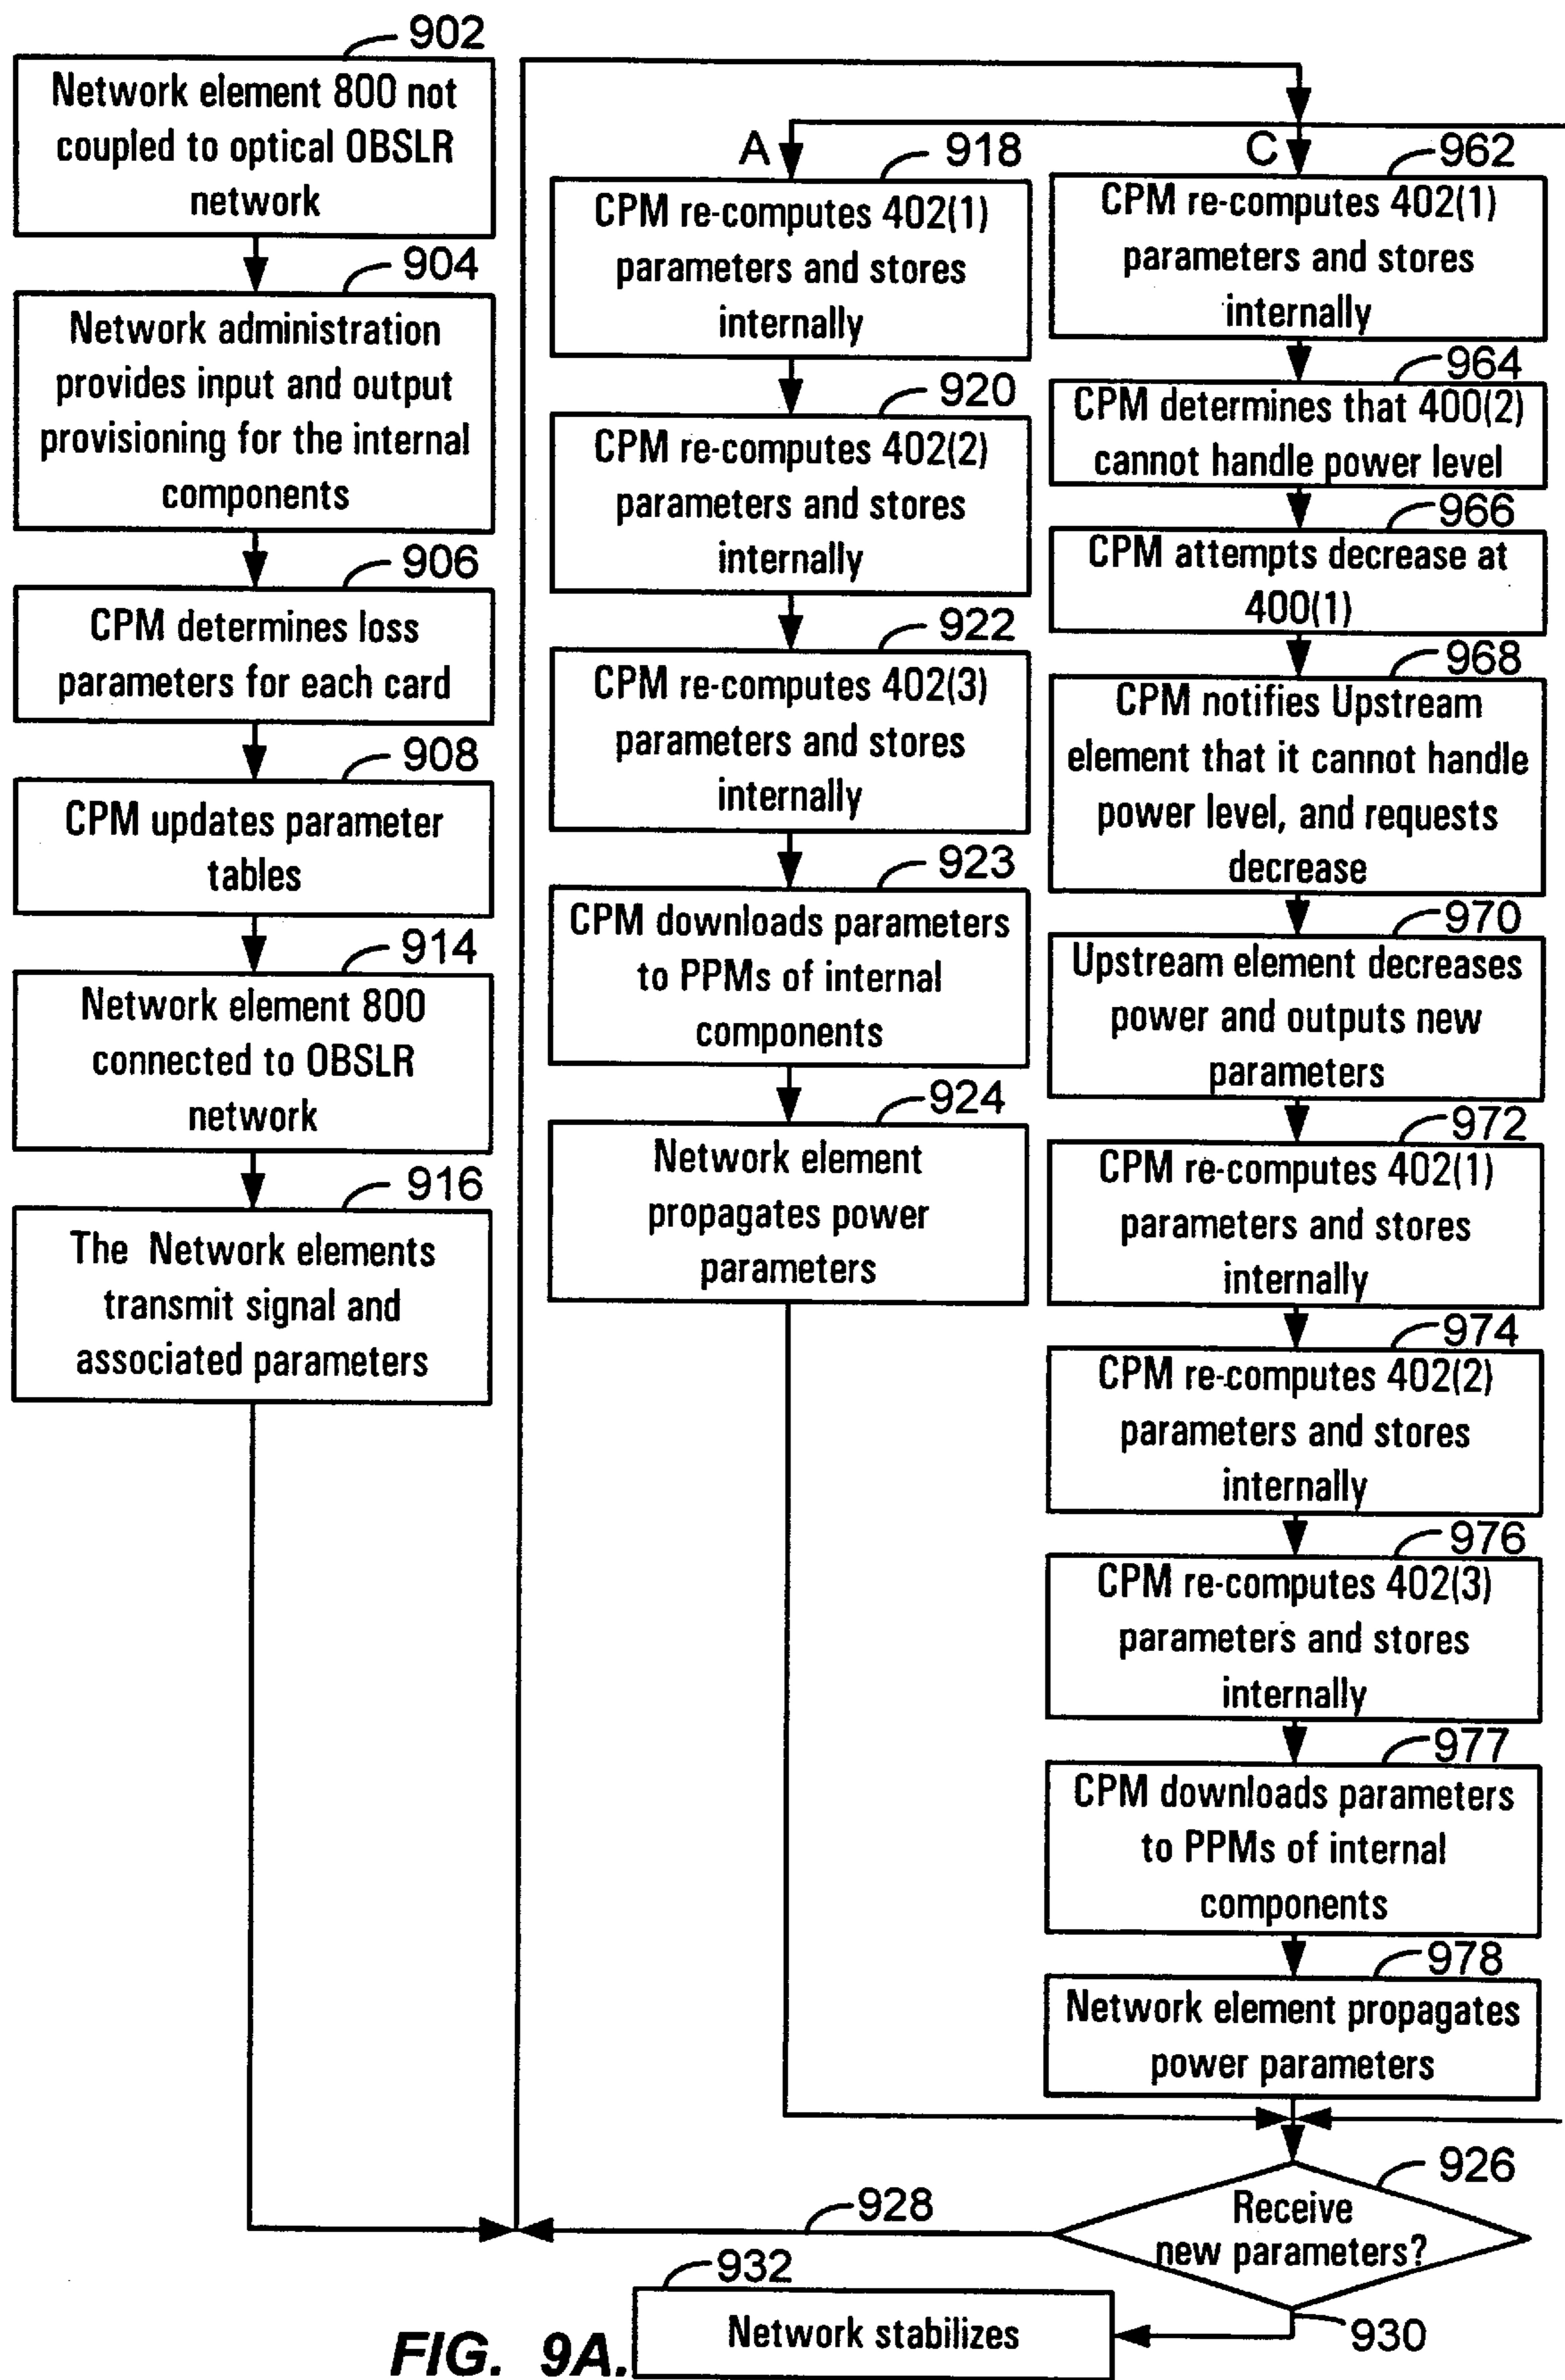 902
Network element 800 not
coupled to optical OBSLR
network
904
Network administration
provides input and output
provisioning for the internal
components
906
CPM determines loss
parameters for each card
908
CPM updates parameter
tables
914
Network element 800
connected to OBSLR
network
916
The Network elements
transmit signal and
associated parameters
A
918
CPM re-computes 402(1)
parameters and stores
internally
920
CPM re-computes 402(2)
parameters and stores
internally
922
CPM re-computes 402(3)
parameters and stores
internally
923
CPM downloads parameters
to PPMs of internal
components
924
Network element
propagates power
parameters
C
962
CPM re-computes 402(1)
parameters and stores
internally
964
CPM determines that 400(2)
cannot handle power level
966
CPM attempts decrease at
400(1)
968
CPM notifies Upstream
element that it cannot handle
power level, and requests
decrease
970
Upstream element decreases
power and outputs new
parameters
972
CPM re-computes 402(1)
parameters and stores
internally
974
CPM re-computes 402(2)
parameters and stores
internally
976
CPM re-computes 402(3)
parameters and stores
internally
977
CPM downloads parameters
to PPMs of internal
components
978
Network element propagates
power parameters
926
Receive
new parameters?
928
930
932
Network stabilizes
FIG. 9A.